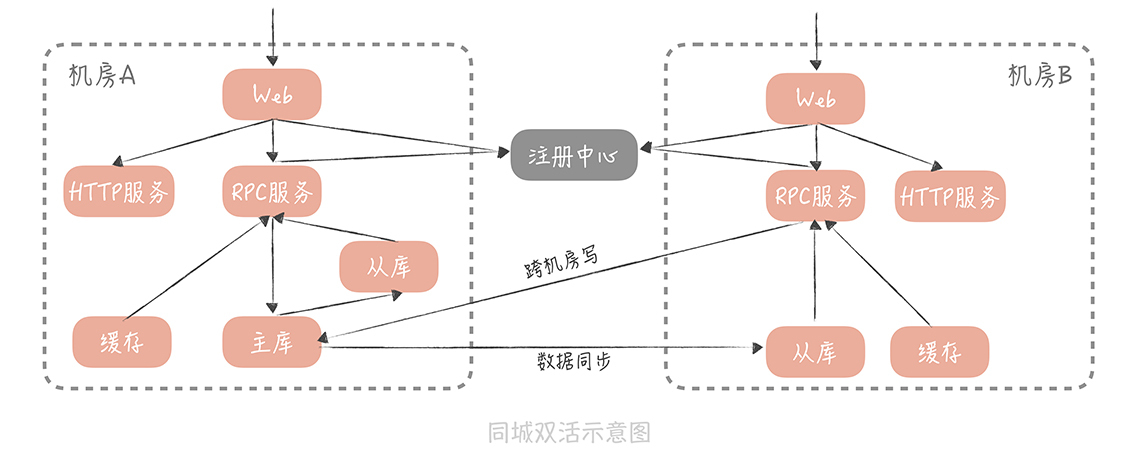 机房A
机房B
Web
Web
注册中心
HTTP服务
RPC服务
RPC服务
HTTP服务
从库
跨机房写
缓存
主库
数据同步
从库
缓存
同城双活示意图